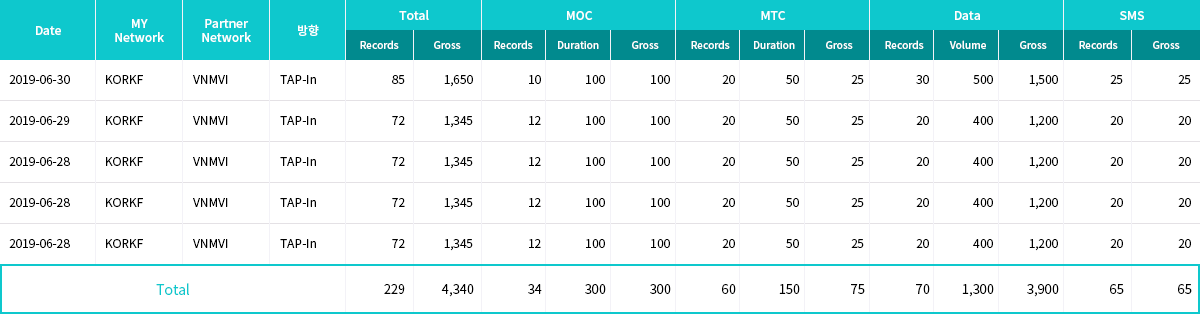 Date MY Network Partner Network 방향 Total MOC MTC Data SMS
Records Gross Records Duration Gross Records Duration Gross Records Volume Gross Records Gross
2019-06-30 KORKF VNMVI TAP-In 85 1,650 10 100 100 20 50 25 30 500 1,500 25 25
2019-06-29 KORKF VNMVI TAP-In 72 1,345 12 100 100 20 50 25 20 400 1,200 20 20
2019-06-28 KORKF VNMVI TAP-In 72 1,345 12 100 100 20 50 25 20 400 1,200 20 20
2019-06-28 KORKF VNMVI TAP-In 72 1,345 12 100 100 20 50 25 20 400 1,200 20 20
2019-06-28 KORKF VNMVI TAP-In 72 1,345 12 100 100 20 50 25 20 400 1,200 20 20
Total 229 4,340 34 300 300 60 150 75 70 1,300 3,900 65 65